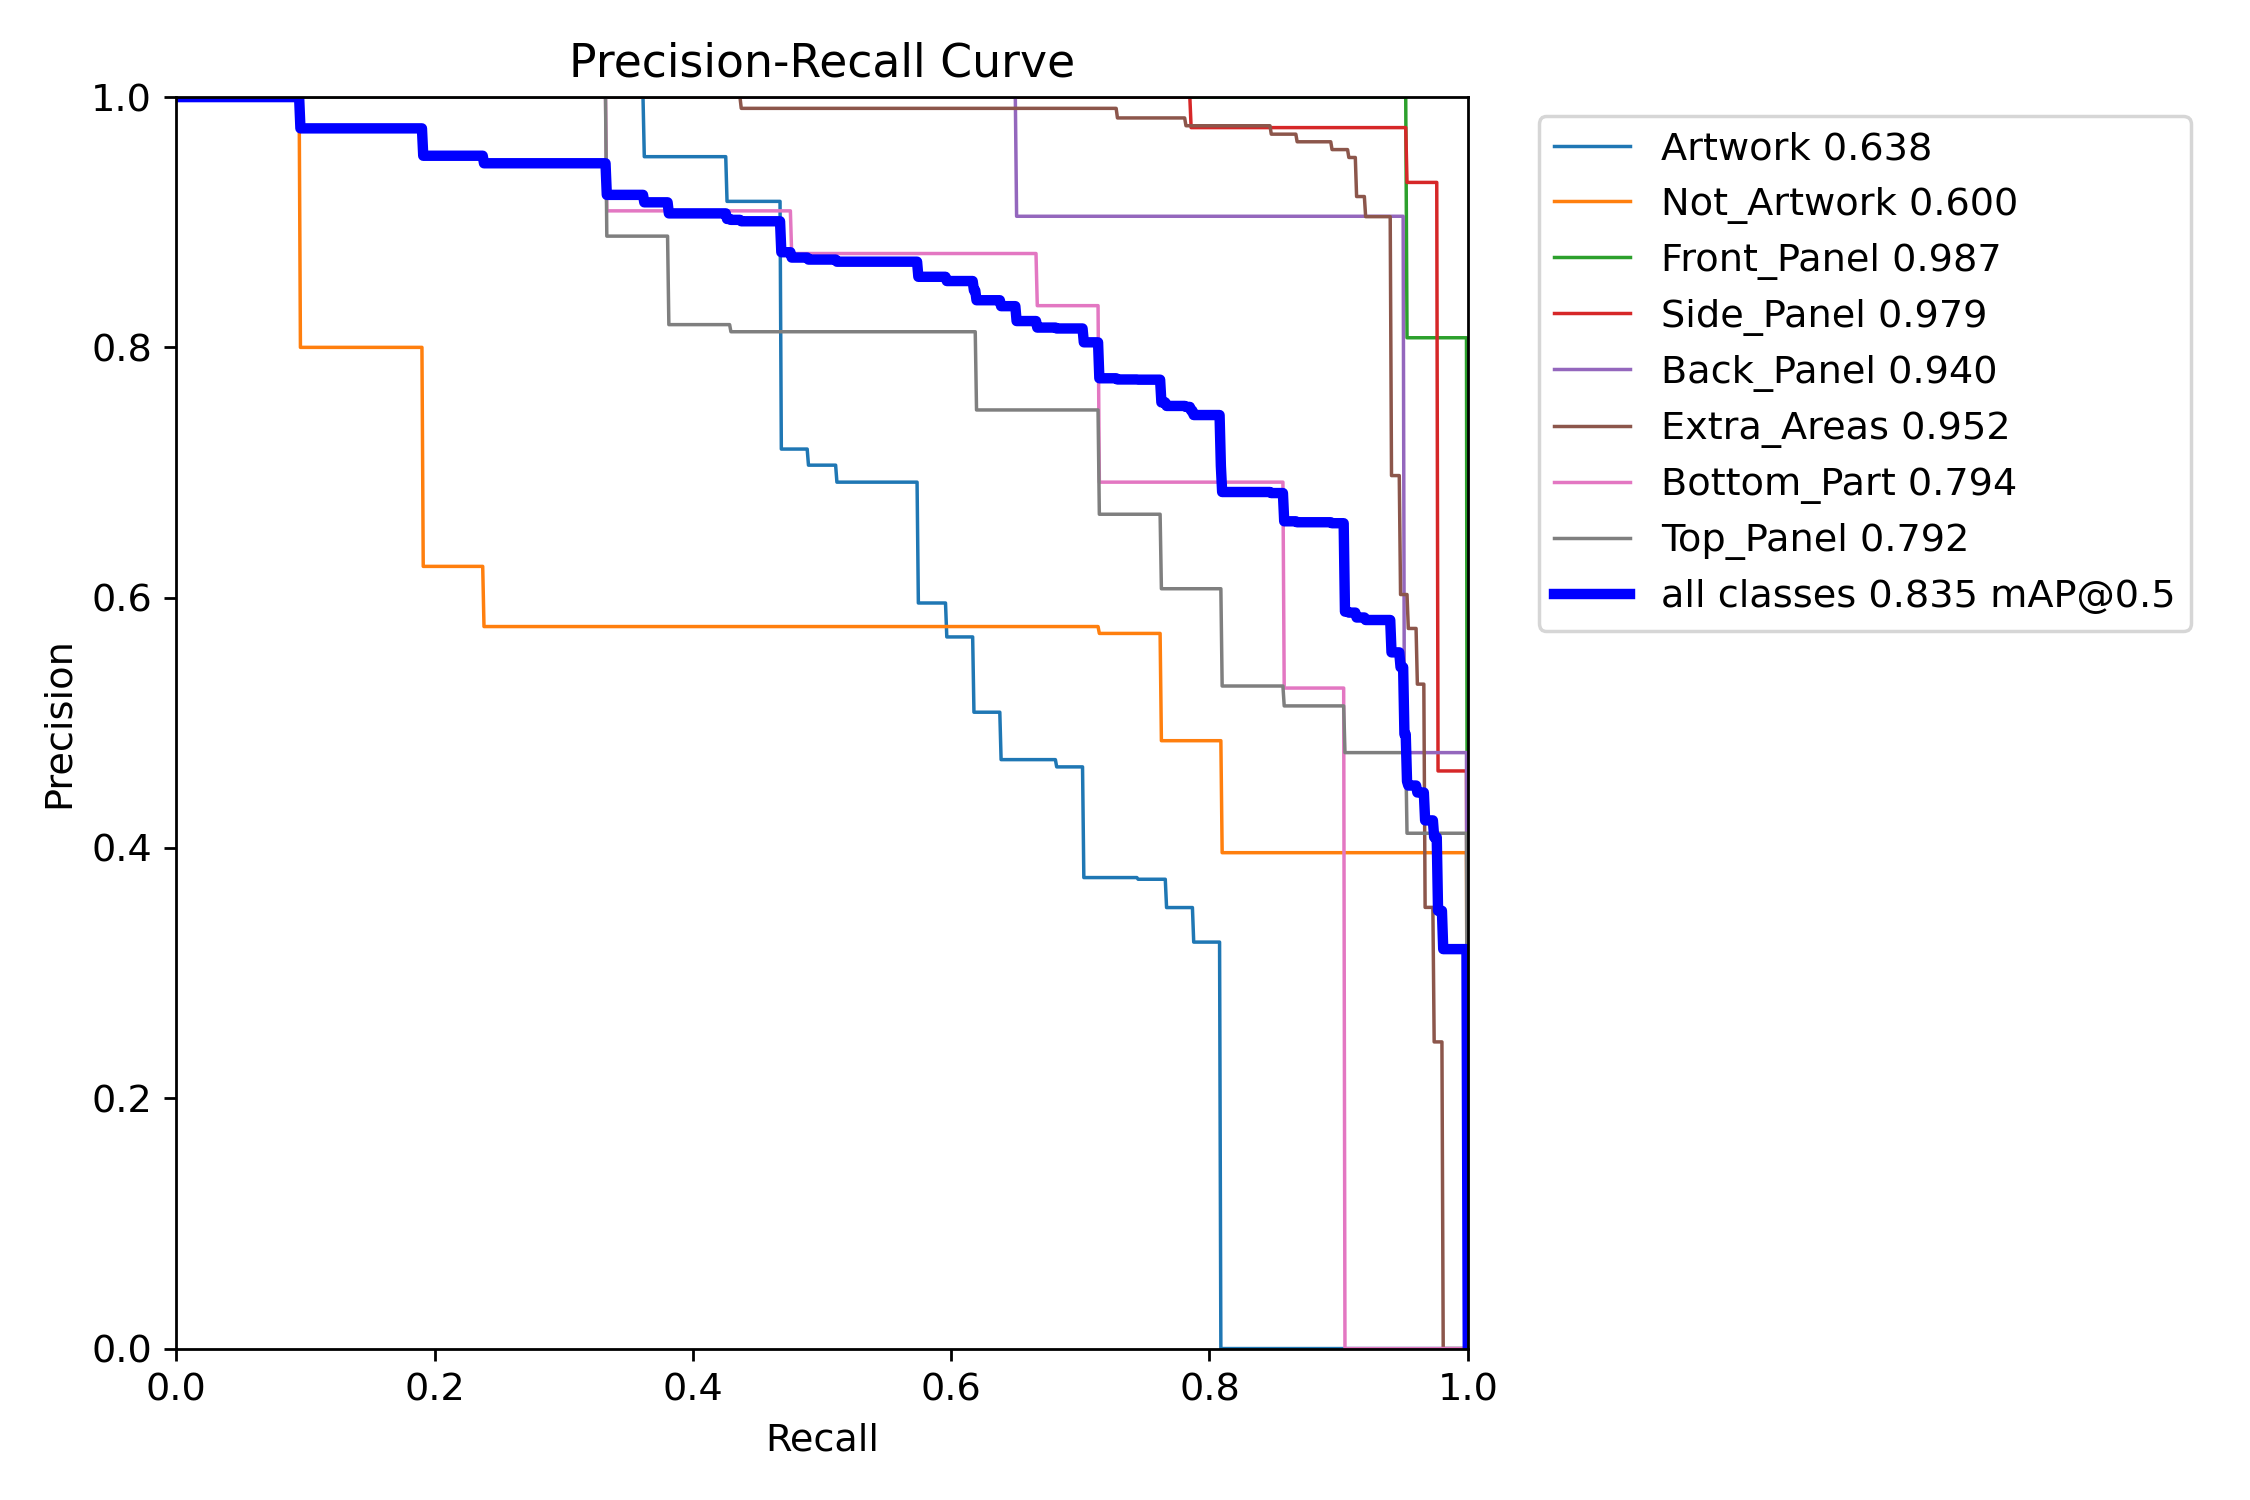 Precision-Recall Curve
1.0
0.8
0.6
0.4
0.2
0.0
Precision
0.0 0.2 0.4 0.6 0.8 1.0
Recall
Artwork 0.638
Not_Artwork 0.600
Front_Panel 0.987
Side_Panel 0.979
Back_Panel 0.940
Extra_Areas 0.952
Bottom_Part 0.794
Top_Panel 0.792
all classes 0.835 mAP@0.5